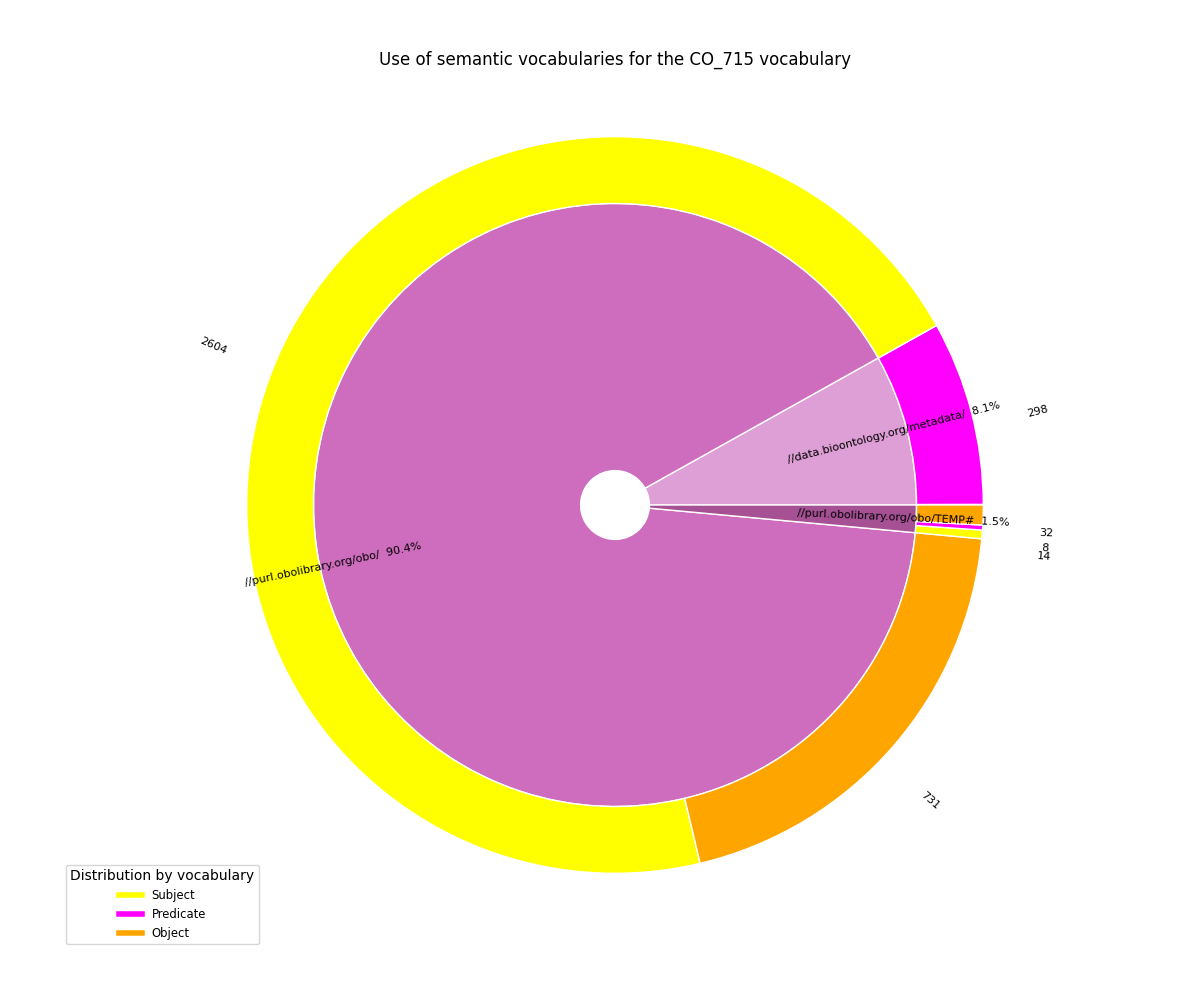 Use of semantic vocabularies for the CO_715 vocabulary
2604
298
//data.bioontology.org/metadata/  8.1%
//purl.obolibrary.org/obo/TEMP#  1.5%
32
8
14
//purl.obolibrary.org/obo/  90.4%
731
Distribution by vocabulary
Subject
Predicate
Object